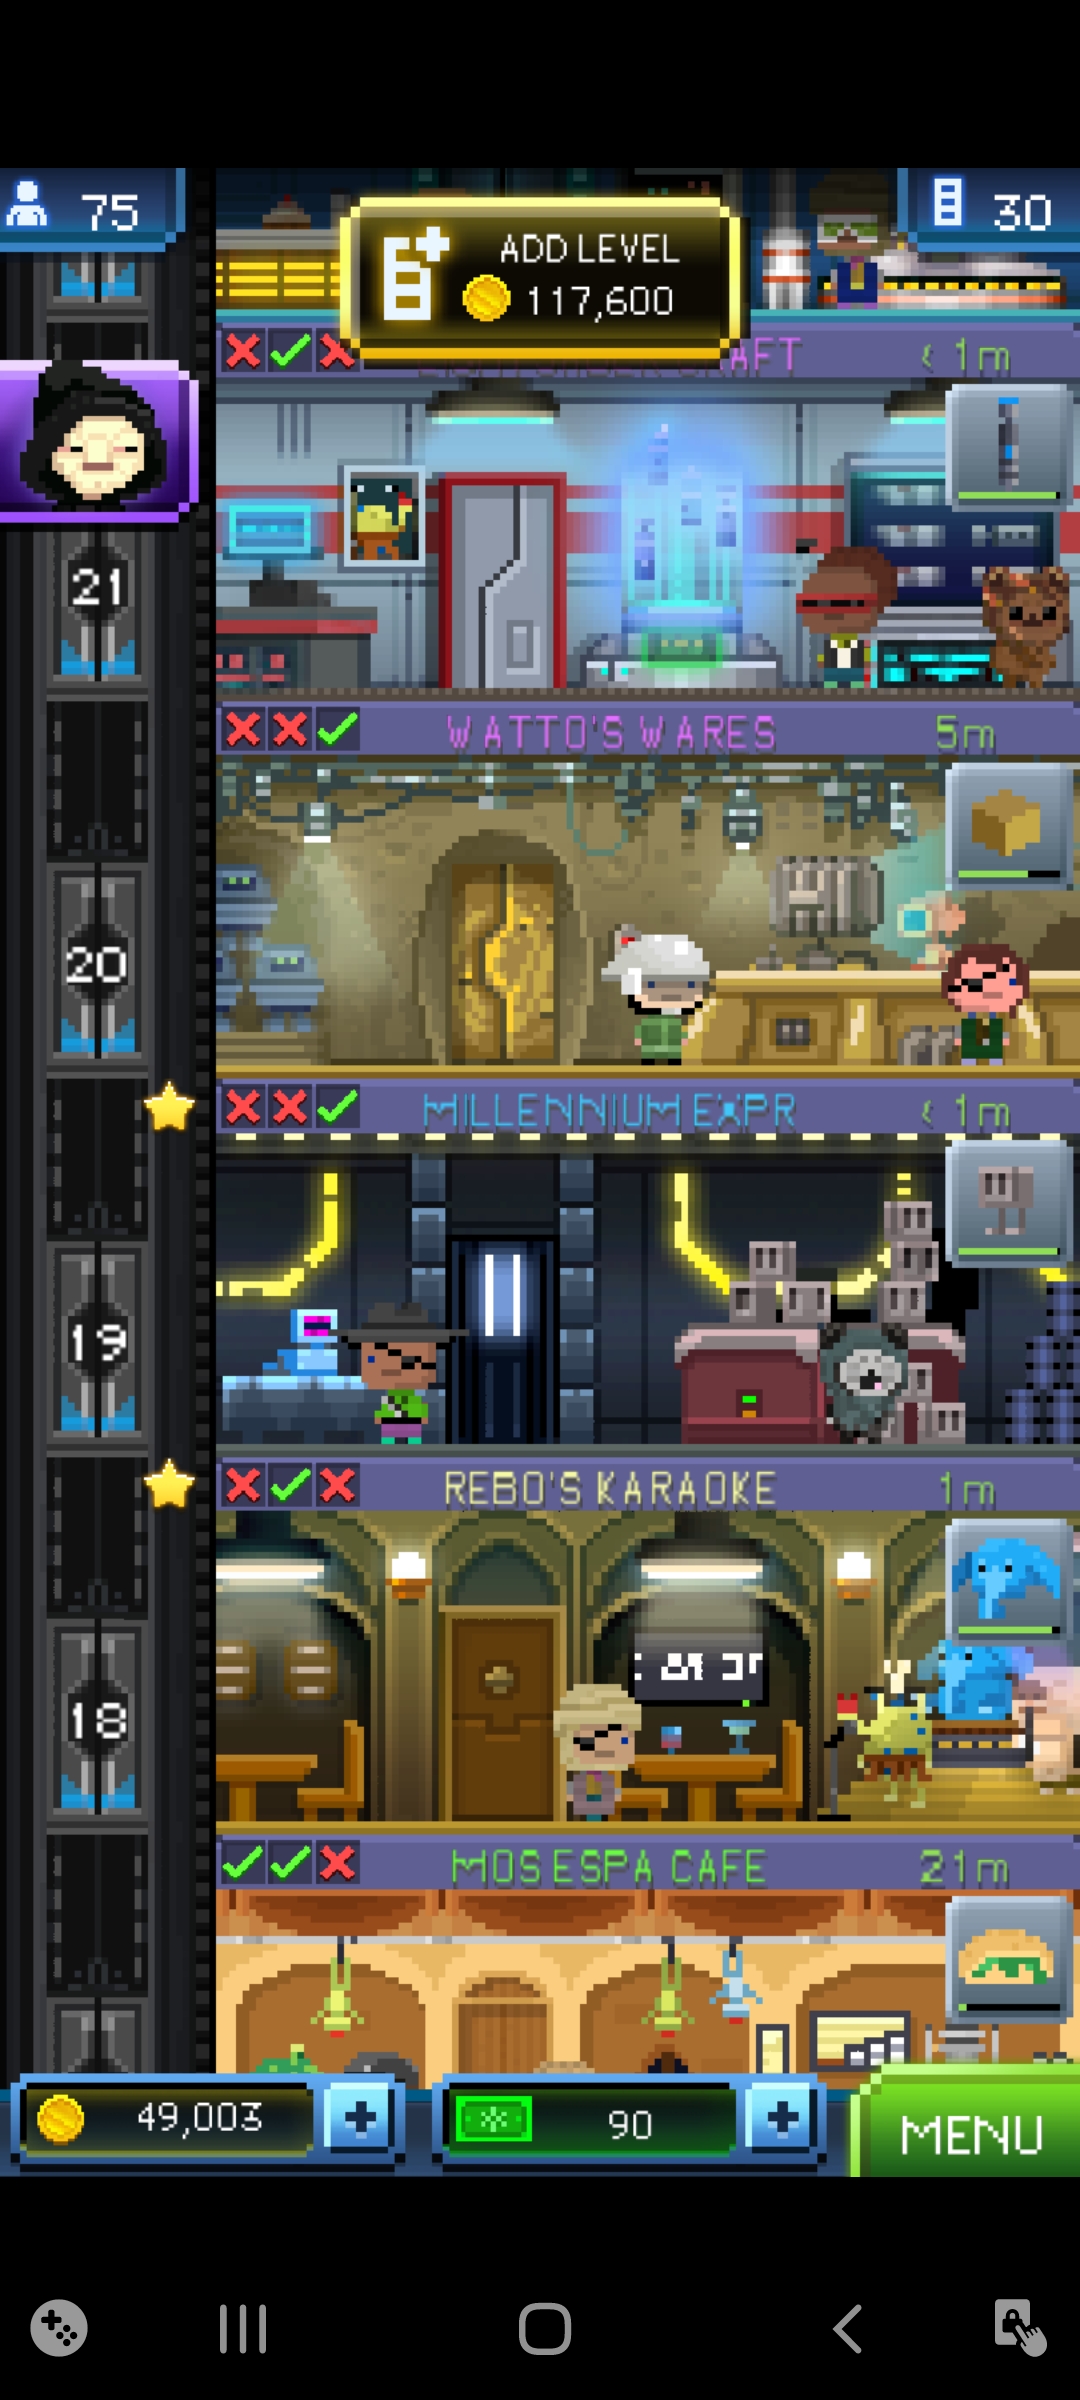 75
30
ADD LEVEL
117,600
< 1m
21
WATTO'S WARES
5m
20
MILLENNIUM EXPR
< 1m
19
REBO'S KARAOKE
1m
18
MOS ESPA CAFE
21m
49,003
90
MENU